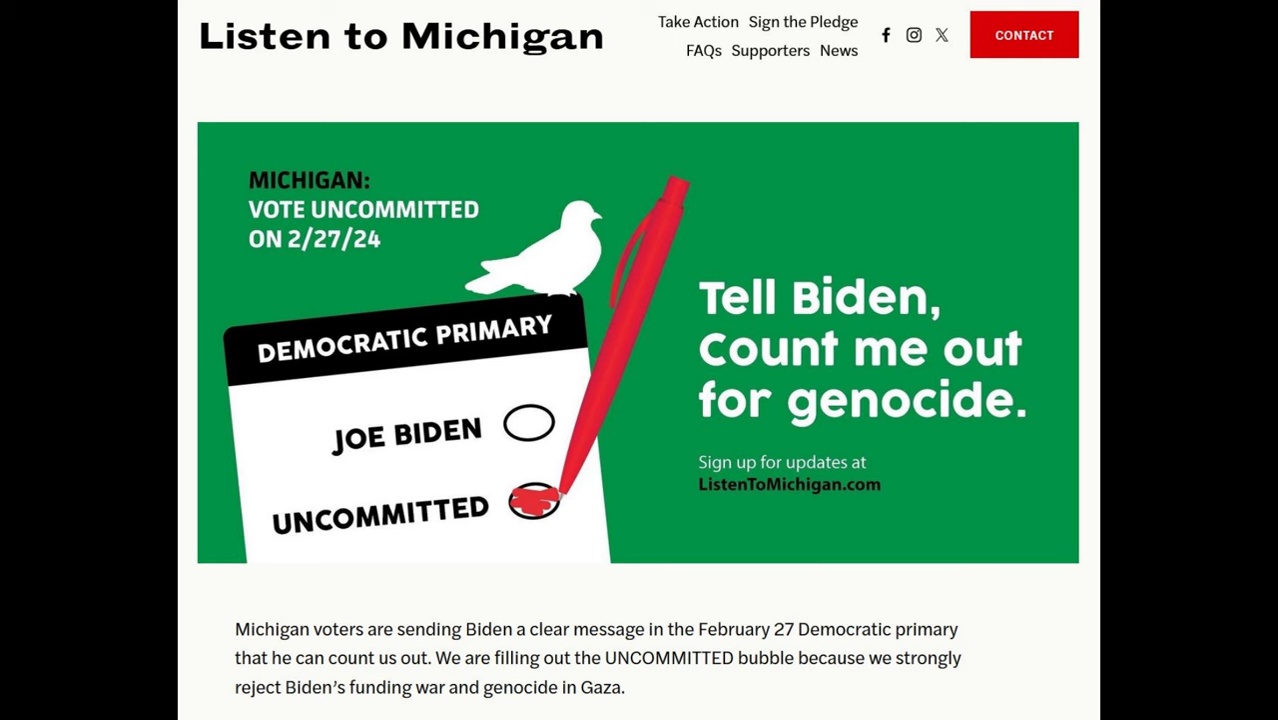 Listen to Michigan
Take Action Sign the Pledge
FAQs Supporters News
CONTACT
MICHIGAN:
VOTE UNCOMMITTED
ON 2/27/24
DEMOCRATIC PRIMARY
JOE BIDEN
UNCOMMITTED
Tell Biden,
Count me out
for genocide.
Sign up for updates at
ListenToMichigan.com
Michigan voters are sending Biden a clear message in the February 27 Democratic primary
that he can count us out. We are filling out the UNCOMMITTED bubble because we strongly
reject Biden’s funding war and genocide in Gaza.